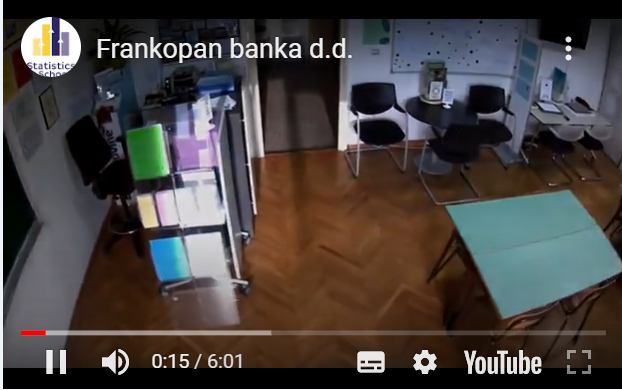 Statistics
School
Frankopan banka d.d.
0:15 / 6:01
YouTube